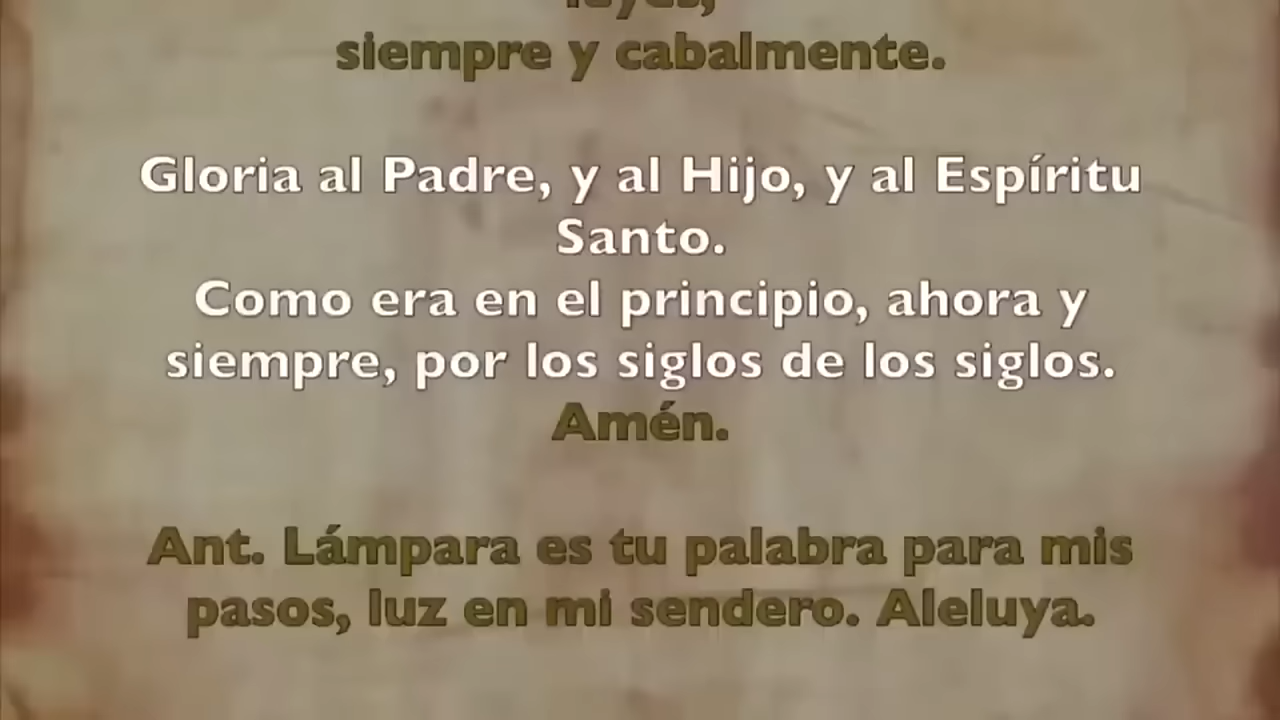 siempre y cabalmente.
Gloria al Padre, y al Hijo, y al Espíritu
Santo.
Como era en el principio, ahora y
siempre, por los siglos de los siglos.
Amén.
Ant. Lámpara es tu palabra para mis
pasos, luz en mi sendero. Aleluya.